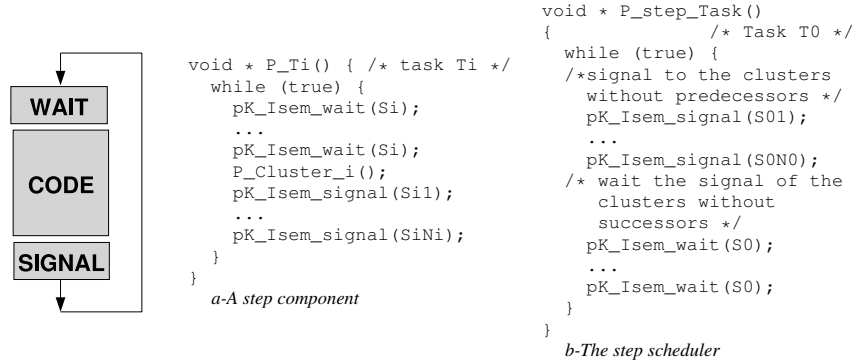 WAIT
CODE
SIGNAL
void * P_Ti() { /* task Ti */
while (true) {
pK_Isem_wait(Si);
...
pK_Isem_wait(Si);
P_Cluster_i();
pK_Isem_signal(Si1);
...
pK_Isem_signal(SiNi);
}
}
a-A step component
void * P_step_Task()
{ /* Task T0 */
while (true) {
/*signal to the clusters
without predecessors */
pK_Isem_signal(S01);
...
pK_Isem_signal(S0N0);
/* wait the signal of the
clusters without
successors */
pK_Isem_wait(S0);
...
pK_Isem_wait(S0);
}
}
b-The step scheduler